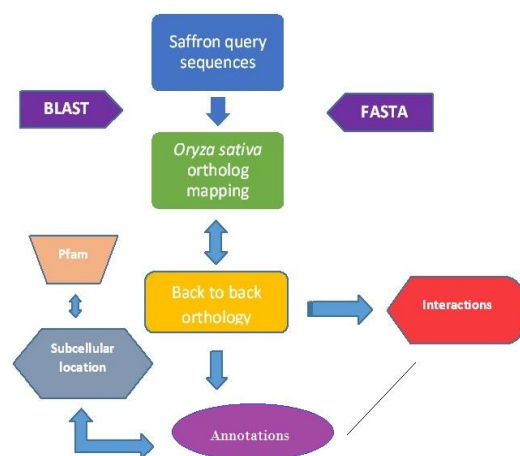 Saffron query
sequences
BLAST
FASTA
Oryza sativa
ortholog
mapping
Pfam
Back to back
orthology
Interactions
Subcellular
location
Annotations